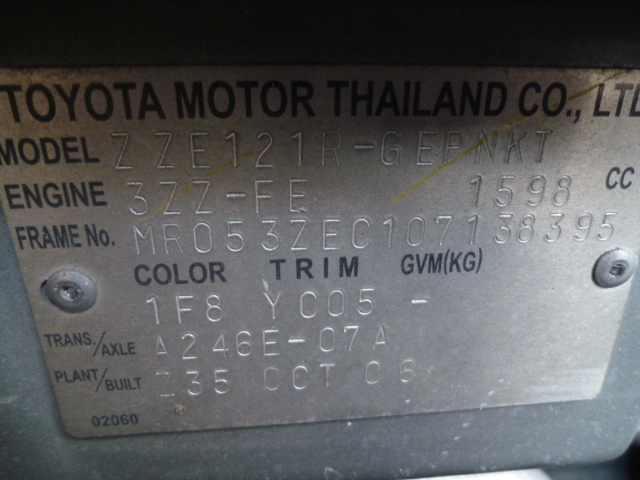 TOYOTA MOTOR THAILAND CO., LTD
MODEL ZZE121R-GEPNKT
ENGINE 3ZZ-FE 1598 CC
FRAME No. MR053ZEC107138395
COLOR TRIM GVM(KG)
1F8 YC05 -
TRANS./AXLE A246E-07A
PLANT/BUILT Z35 OCT 06
02060